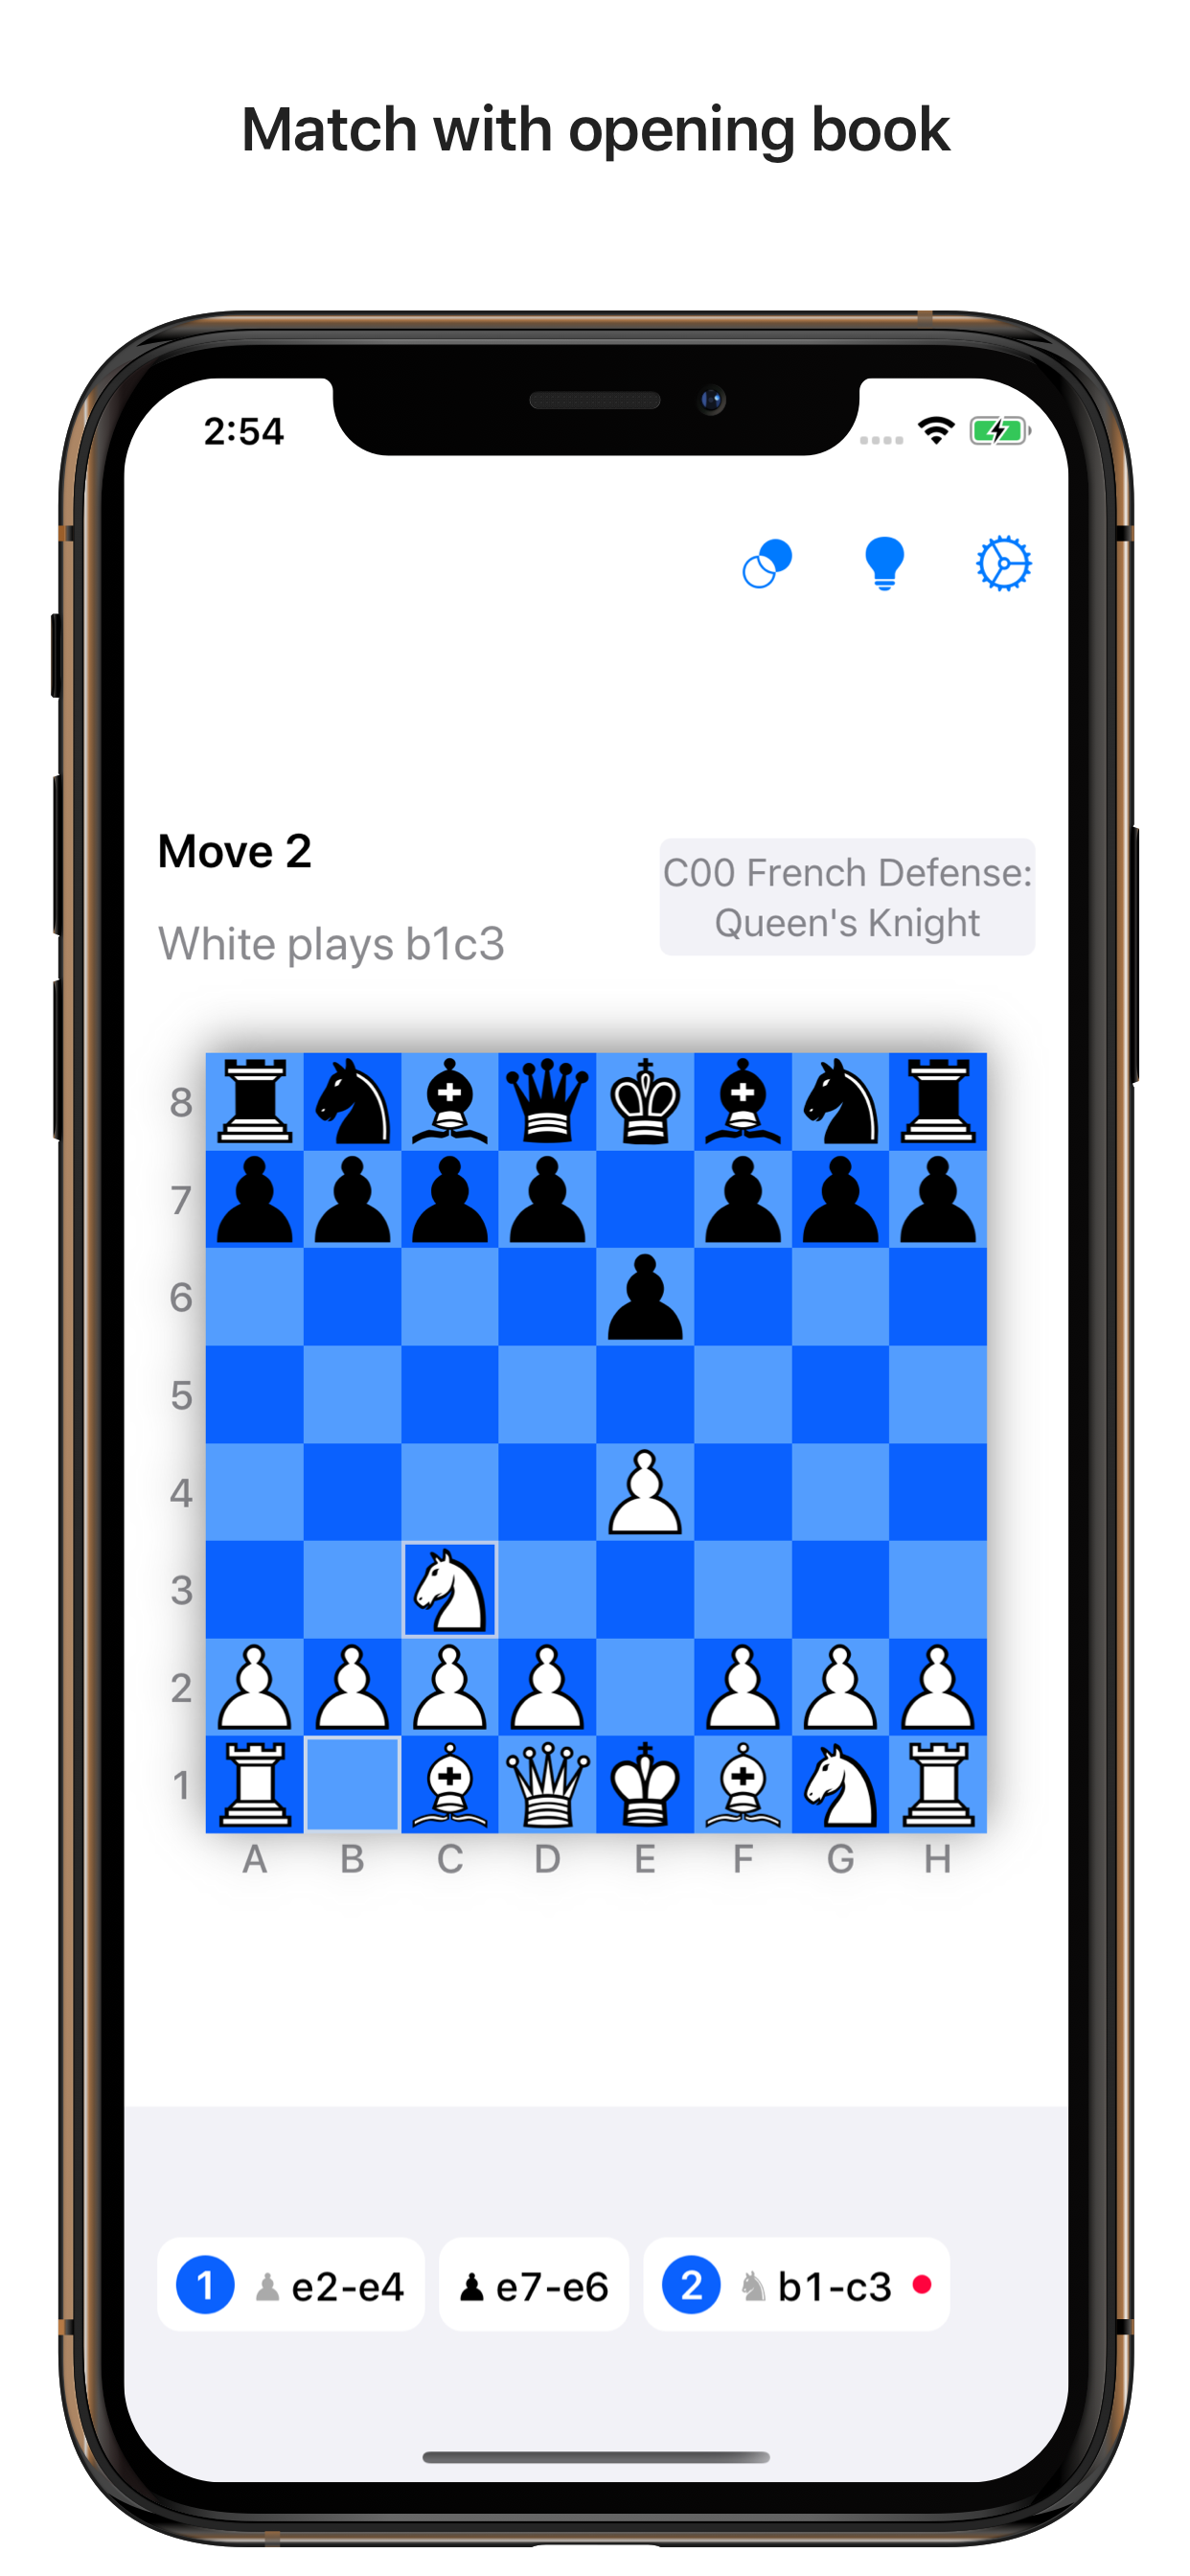 Match with opening book
2:54
Move 2
C00 French Defense:
Queen's Knight
White plays b1c3
8
7
6
5
4
3
2
1
A B C D E F G H
1 e2-e4 e7-e6 2 b1-c3